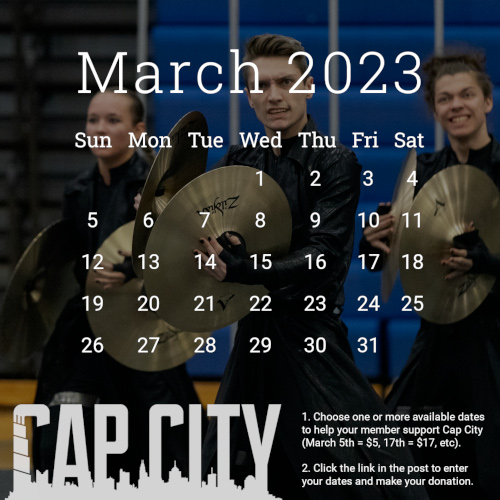 March 2023
Sun Mon Tue Wed Thu Fri Sat
1 2 3 4
5 6 7 8 9 10 11
12 13 14 15 16 17 18
19 20 21 22 23 24 25
26 27 28 29 30 31
Zildjian
CAP CITY
1. Choose one or more available dates
to help your member support Cap City
(March 5th = $5, 17th = $17, etc).
2. Click the link in the post to enter
your dates and make your donation.